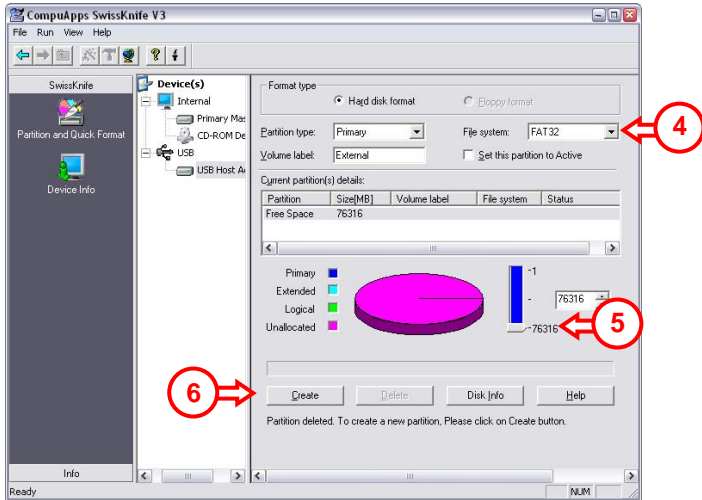 CompuApps SwissKnife V3
File Run View Help
SwissKnife
Partition and Quick Format
Device Info
Info
Device(s)
Internal
Primary Mas
CD-ROM De
USB
USB Host A
Format type
Hard disk format
Floppy format
Partition type: Primary
File system: FAT32
4
Volume label: External
Set this partition to Active
Current partition(s) details:
Partition Size[MB] Volume label File system Status
Free Space 76316
Primary
Extended
Logical
Unallocated
-1
-
76316
-76316
5
6
Create Delete Disk Info Help
Partition deleted. To create a new partition, Please click on Create button.
Ready
NUM